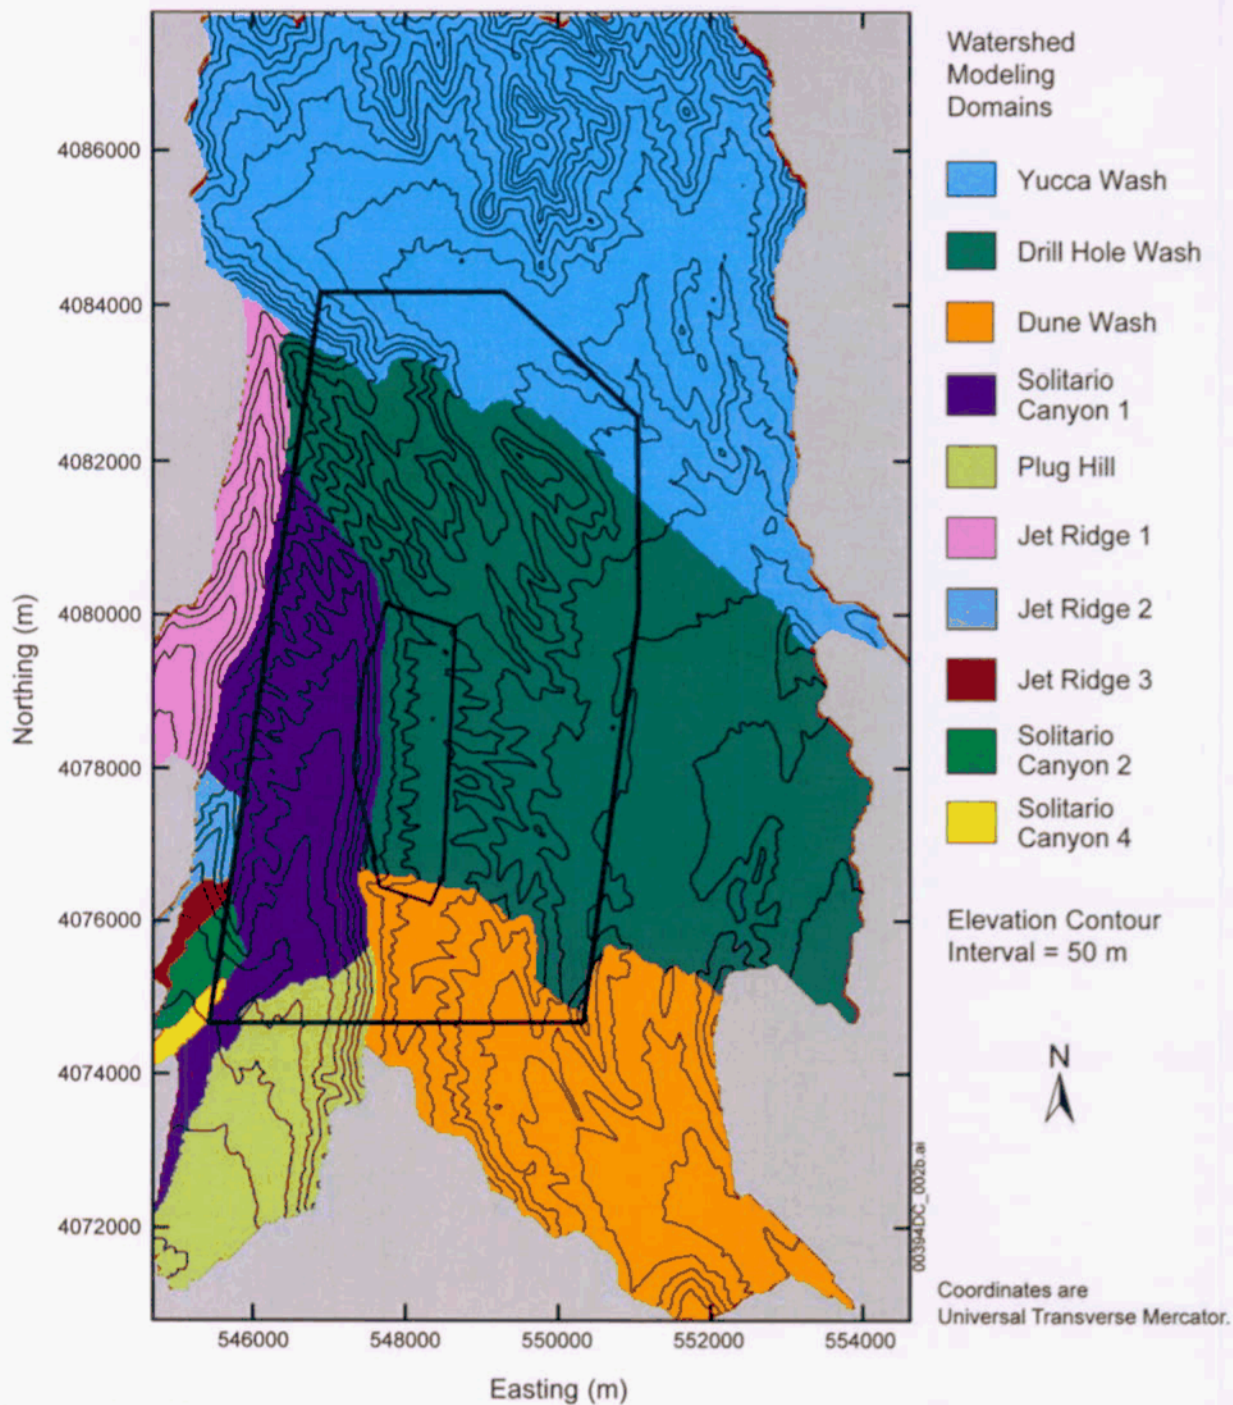 Watershed
Modeling
Domains
Yucca Wash
Drill Hole Wash
Dune Wash
Solitario
Canyon 1
Plug Hill
Jet Ridge 1
Jet Ridge 2
Jet Ridge 3
Solitario
Canyon 2
Solitario
Canyon 4
Elevation Contour
Interval = 50 m
N
00394DC_002b.ai
Coordinates are
Universal Transverse Mercator.
Northing (m)
4086000
4084000
4082000
4080000
4078000
4076000
4074000
4072000
546000
548000
550000
552000
554000
Easting (m)